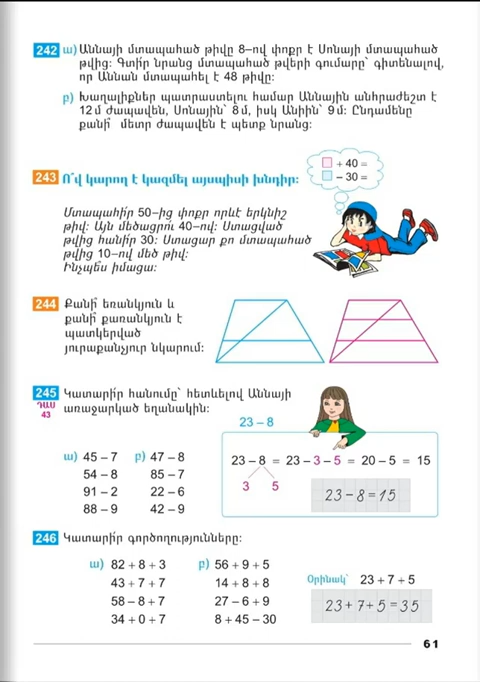 242 ա) Աննայի մտապահած թիվը 8–ով փոքր է Սոնայի մտապահած
թվից։ Գտի՛ր նրանց մտապահած թվերի գումարը՝ գիտենալով,
որ Աննան մտապահել է 48 թիվը։
բ) Խաղալիքներ պատրաստելու համար Աննային անհրաժեշտ է
12 մ ժապավեն, Սոնային՝ 8 մ, իսկ Անիին՝ 9 մ։ Ընդամենը
քանի՞ մետր ժապավեն է պետք նրանց։
□ + 40 =
□ – 30 =
243 Ո՞վ կարող է կազմել այսպիսի խնդիր։
Մտապահի՛ր 50–ից փոքր որևէ երկնիշ
թիվ։ Այն մեծացրո՛ւ 40–ով։ Ստացված
թվից հանի՛ր 30։ Ստացար քո մտապահած
թվից 10–ով մեծ թիվ։
Ինչպե՞ս իմացա։
244 Քանի՞ եռանկյուն և
քանի՞ քառանկյուն է
պատկերված
յուրաքանչյուր նկարում։
245 Կատարի՛ր հանումը՝ հետևելով Աննայի
ԴԱՍ 43 առաջարկած եղանակին։
23 – 8
ա) 45 – 7 բ) 47 – 8
54 – 8 85 – 7
91 – 2 22 – 6
88 – 9 42 – 9
23 – 8 = 23 – 3 – 5 = 20 – 5 = 15
3 5
23 – 8 = 15
246 Կատարի՛ր գործողությունները։
ա) 82 + 8 + 3 բ) 56 + 9 + 5
43 + 7 + 7 14 + 8 + 8
58 – 8 + 7 27 – 6 + 9
34 + 0 + 7 8 + 45 – 30
Օրինակ՝ 23 + 7 + 5
23 + 7 + 5 = 35
61